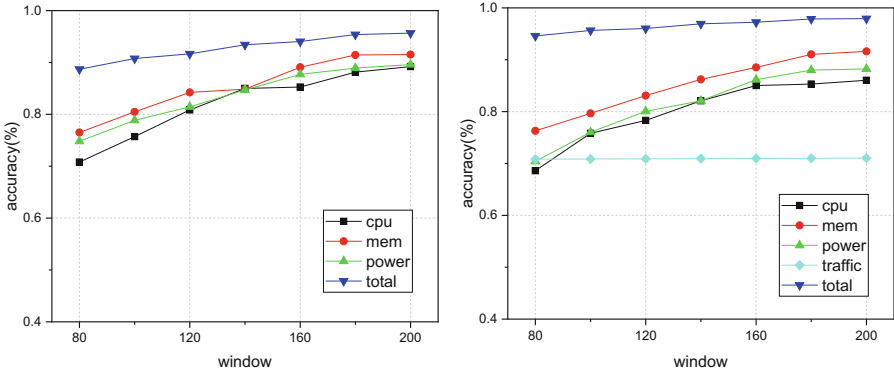 1.0
0.8
0.6
0.4
accuracy(%)
80
120
160
200
window
cpu
mem
power
total
1.0
0.8
0.6
0.4
accuracy(%)
80
120
160
200
window
cpu
mem
power
traffic
total